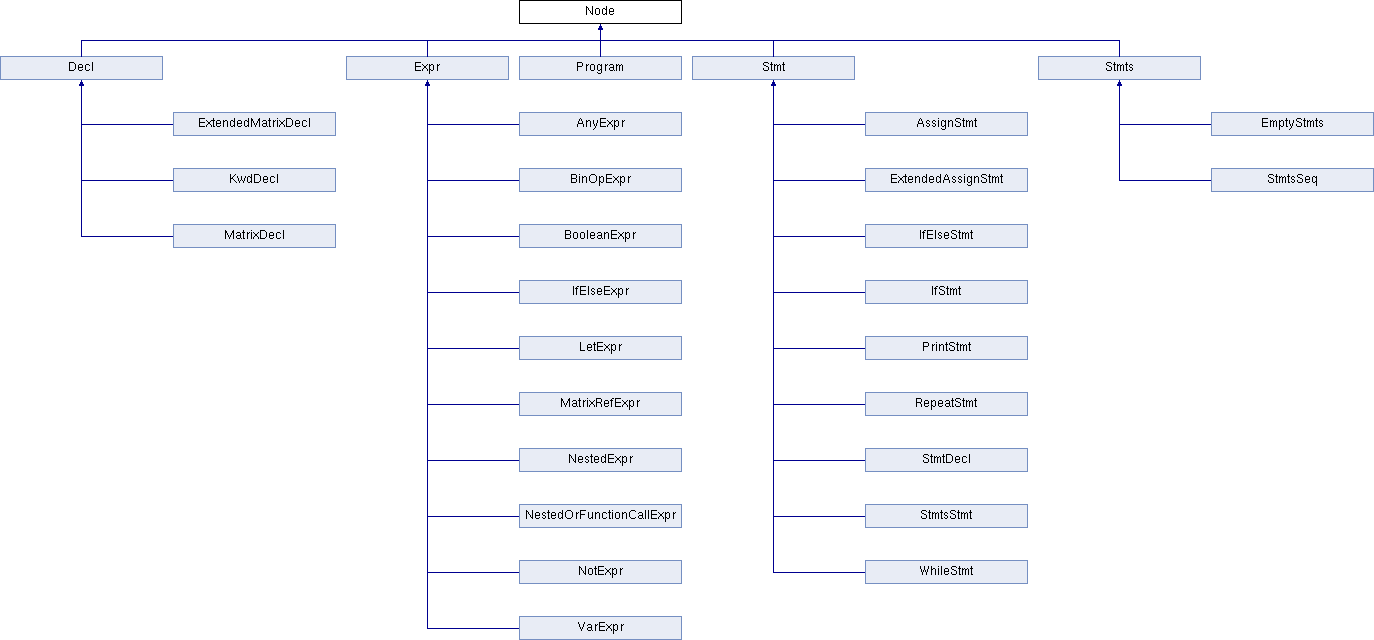 Node
Decl
Expr
Program
Stmt
Stmts
ExtendedMatrixDecl
AnyExpr
AssignStmt
EmptyStmts
KwdDecl
BinOpExpr
ExtendedAssignStmt
StmtsSeq
MatrixDecl
BooleanExpr
IfElseStmt
IfElseExpr
IfStmt
LetExpr
PrintStmt
MatrixRefExpr
RepeatStmt
NestedExpr
StmtDecl
NestedOrFunctionCallExpr
StmtsStmt
NotExpr
WhileStmt
VarExpr